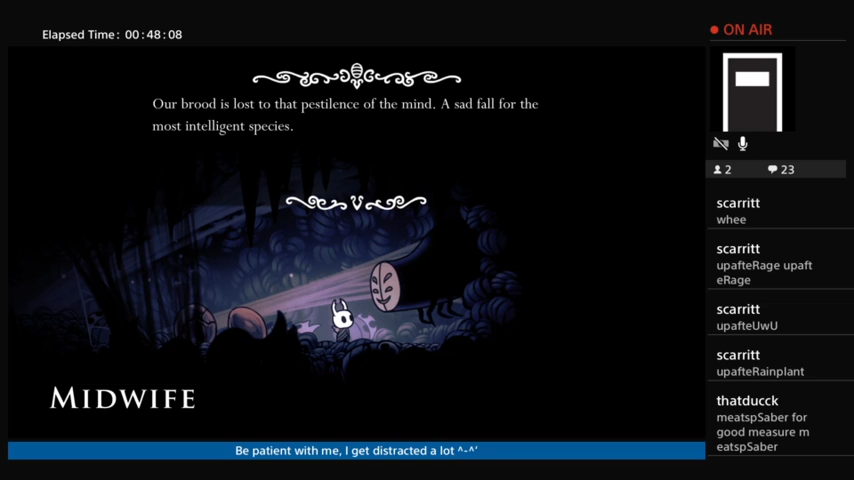 Elapsed Time: 00:48:08
Our brood is lost to that pestilence of the mind. A sad fall for the
most intelligent species.
MIDWIFE
Be patient with me, I get distracted a lot ^-^'
ON AIR
2
23
scarritt
whee
scarritt
upafteRage upaft
eRage
scarritt
upafteUwU
scarritt
upafteRainplant
thatducck
meatspSaber for
good measure m
eatspSaber